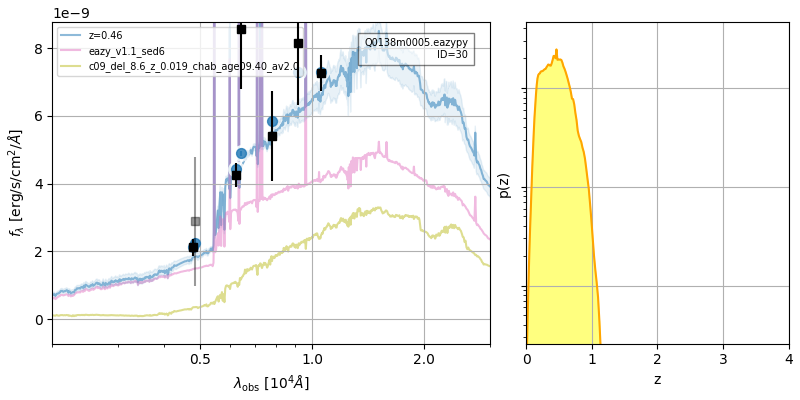 1e−9
z=0.46
eazy_v1.1_sed6
c09_del_8.6_z_0.019_chab_age09.40_av2.0
Q0138m0005.eazypy
ID=30
8
6
4
2
0
f_λ [erg/s/cm²/Å]
0.5 1.0 2.0
λ_obs [10⁴Å]
p(z)
0 1 2 3 4
z